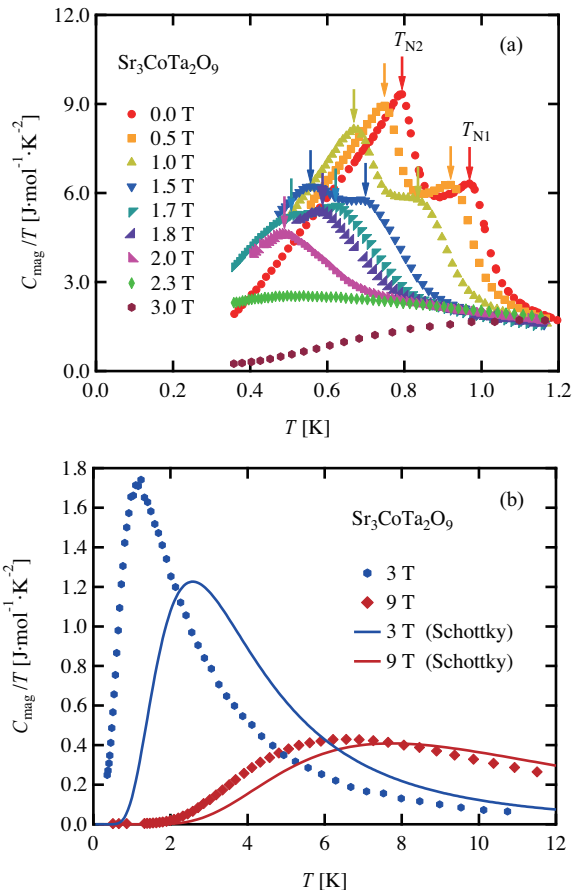 (a)
T_N2
T_N1
Sr3CoTa2O9
0.0 T
0.5 T
1.0 T
1.5 T
1.7 T
1.8 T
2.0 T
2.3 T
3.0 T
12.0
9.0
6.0
3.0
0.0
C_mag /T [J·mol⁻¹·K⁻²]
0.0 0.2 0.4 0.6 0.8 1.0 1.2
T [K]
(b)
Sr3CoTa2O9
3 T
9 T
3 T (Schottky)
9 T (Schottky)
1.8
1.6
1.4
1.2
1.0
0.8
0.6
0.4
0.2
0.0
C_mag /T [J·mol⁻¹·K⁻²]
0 2 4 6 8 10 12
T [K]